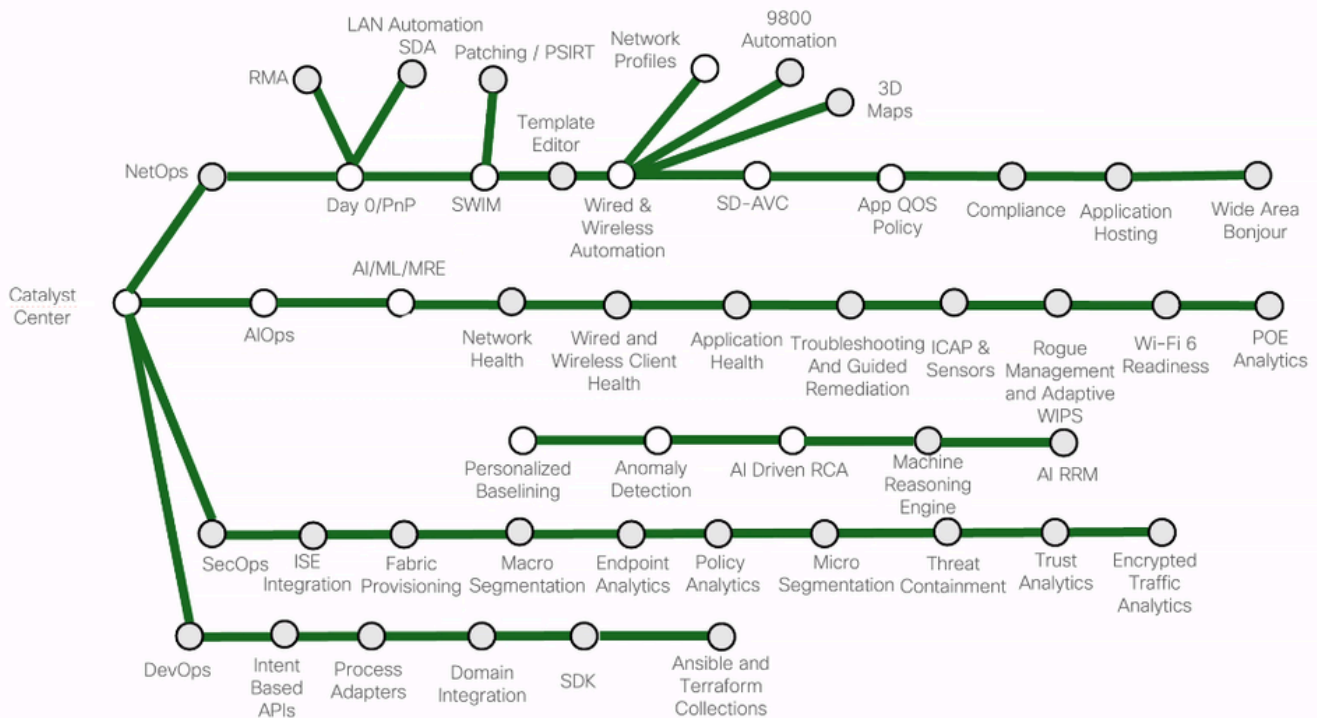 LAN Automation
SDA
RMA
Patching / PSIRT
Network
Profiles
9800
Automation
3D
Maps
Template
Editor
NetOps
Day 0/PnP
SWIM
Wired &
Wireless
Automation
SD-AVC
App QOS
Policy
Compliance
Application
Hosting
Wide Area
Bonjour
Catalyst
Center
AIOps
AI/ML/MRE
Network
Health
Wired and
Wireless Client
Health
Application
Health
Troubleshooting
And Guided
Remediation
ICAP &
Sensors
Rogue
Management
and Adaptive
WIPS
Wi-Fi 6
Readiness
POE
Analytics
Personalized
Baselining
Anomaly
Detection
AI Driven RCA
Machine
Reasoning
Engine
AI RRM
SecOps
ISE
Integration
Fabric
Provisioning
Macro
Segmentation
Endpoint
Analytics
Policy
Analytics
Micro
Segmentation
Threat
Containment
Trust
Analytics
Encrypted
Traffic
Analytics
DevOps
Intent
Based
APIs
Process
Adapters
Domain
Integration
SDK
Ansible and
Terraform
Collections